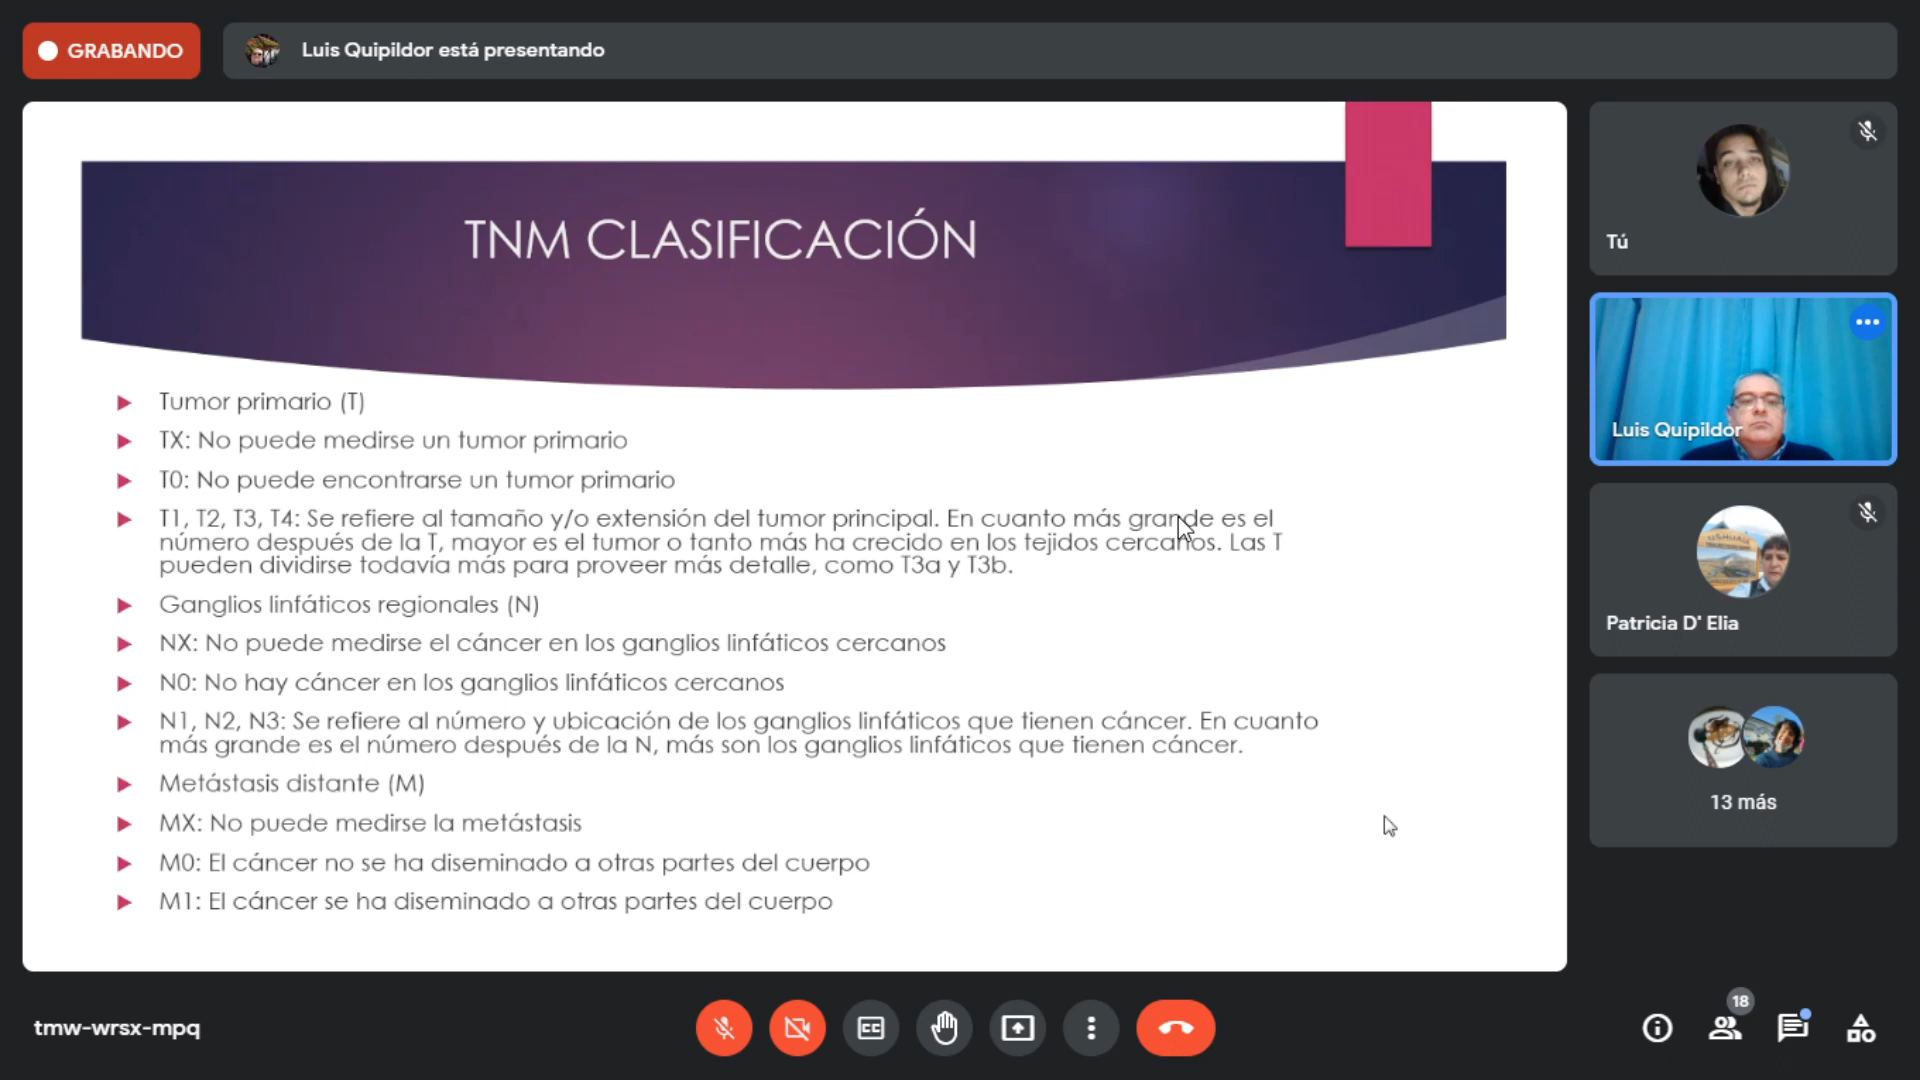 GRABANDO
Luis Quipildor está presentando
TNM CLASIFICACIÓN
Tumor primario (T)
TX: No puede medirse un tumor primario
T0: No puede encontrarse un tumor primario
T1, T2, T3, T4: Se refiere al tamaño y/o extensión del tumor principal. En cuanto más grande es el
número después de la T, mayor es el tumor o tanto más ha crecido en los tejidos cercanos. Las T
pueden dividirse todavía más para proveer más detalle, como T3a y T3b.
Ganglios linfáticos regionales (N)
NX: No puede medirse el cáncer en los ganglios linfáticos cercanos
N0: No hay cáncer en los ganglios linfáticos cercanos
N1, N2, N3: Se refiere al número y ubicación de los ganglios linfáticos que tienen cáncer. En cuanto
más grande es el número después de la N, más son los ganglios linfáticos que tienen cáncer.
Metástasis distante (M)
MX: No puede medirse la metástasis
M0: El cáncer no se ha diseminado a otras partes del cuerpo
M1: El cáncer se ha diseminado a otras partes del cuerpo
Tú
Luis Quipildor
USHUAIA
Patricia D' Elia
13 más
tmw-wrsx-mpq
CC
18